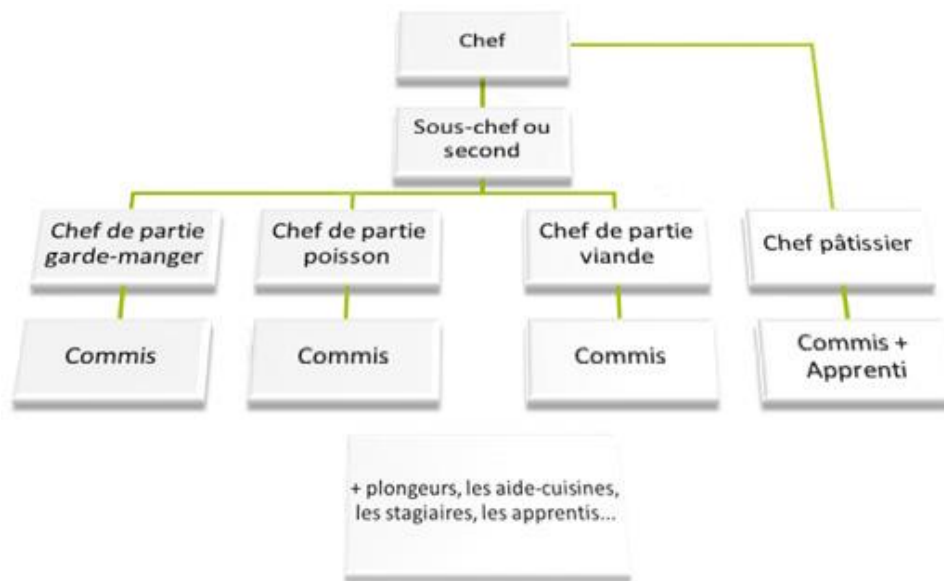 Chef
Sous-chef ou
second
Chef de partie
garde-manger
Chef de partie
poisson
Chef de partie
viande
Chef pâtissier
Commis
Commis
Commis
Commis +
Apprenti
+ plongeurs, les aide-cuisines,
les stagiaires, les apprentis...